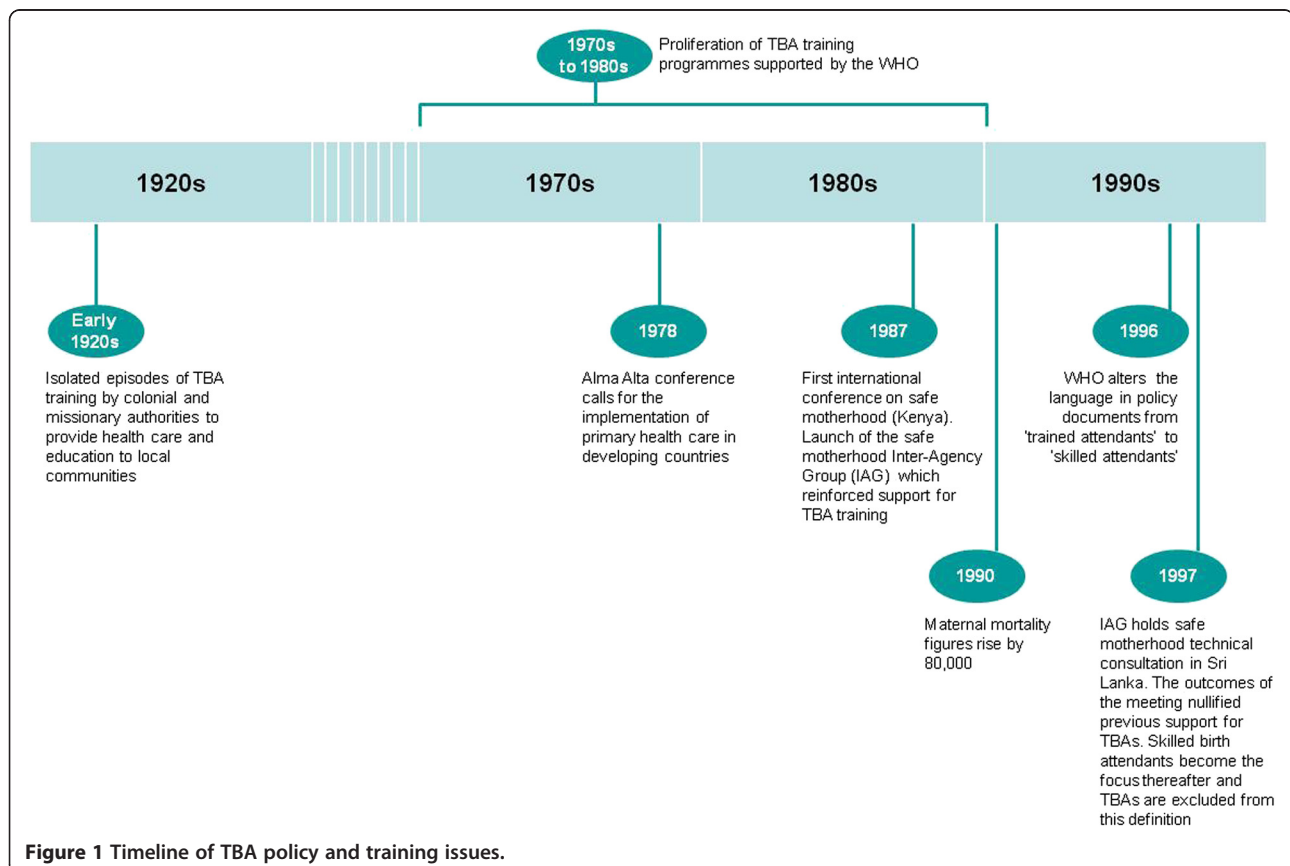 1970s
to 1980s
Proliferation of TBA training
programmes supported by the WHO
1920s
1970s
1980s
1990s
Early
1920s
Isolated episodes of TBA
training by colonial and
missionary authorities to
provide health care and
education to local
communities
1978
Alma Alta conference
calls for the
implementation of
primary health care in
developing countries
1987
First international
conference on safe
motherhood (Kenya).
Launch of the safe
motherhood Inter-Agency
Group (IAG) which
reinforced support for
TBA training
1990
Maternal mortality
figures rise by
80,000
1996
WHO alters the
language in policy
documents from
'trained attendants' to
'skilled attendants'
1997
IAG holds safe
motherhood technical
consultation in Sri
Lanka. The outcomes of
the meeting nullified
previous support for
TBAs. Skilled birth
attendants become the
focus thereafter and
TBAs are excluded from
this definition
Figure 1 Timeline of TBA policy and training issues.